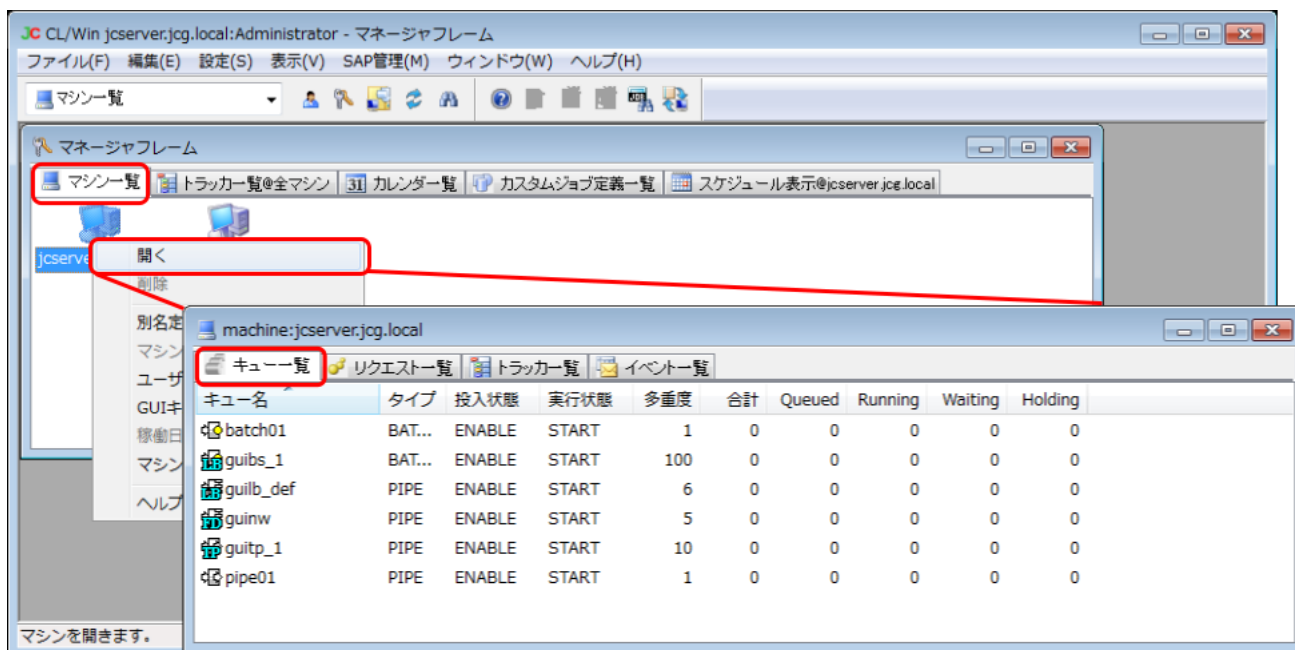 JC CL/Win jcserver.jcg.local:Administrator - マネージャフレーム
ファイル(F) 編集(E) 設定(S) 表示(V) SAP管理(M) ウィンドウ(W) ヘルプ(H)
マシン一覧
マネージャフレーム
マシン一覧 トラッカ一覧@全マシン 31 カレンダー覧 カスタムジョブ定義一覧 スケジュール表示@jcserver.jcg.local
jcserve
開く
削除
別名定
マシン
ユーザ
GUIキ
稼働日
マシン
ヘルプ
machine:jcserver.jcg.local
キュー一覧 リクエスト一覧 トラッカ一覧 イベント一覧
キュー名 タイプ 投入状態 実行状態 多重度 合計 Queued Running Waiting Holding
batch01 BAT... ENABLE START 1 0 0 0 0 0
guibs_1 BAT... ENABLE START 100 0 0 0 0 0
guilb_def PIPE ENABLE START 6 0 0 0 0 0
guinw PIPE ENABLE START 5 0 0 0 0 0
guitp_1 PIPE ENABLE START 10 0 0 0 0 0
pipe01 PIPE ENABLE START 1 0 0 0 0 0
マシンを開きます。